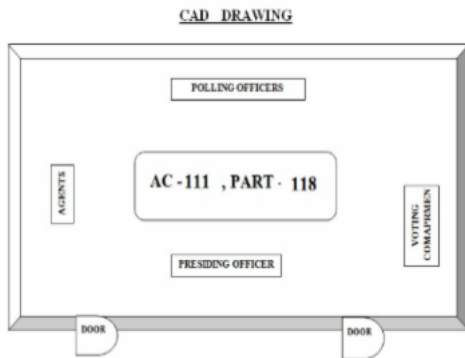 CAD DRAWING
POLLING OFFICERS
AGENTS
AC -111 , PART - 118
VOTING
COMAPRMEN
PRESIDING OFFICER
DOOR
DOOR